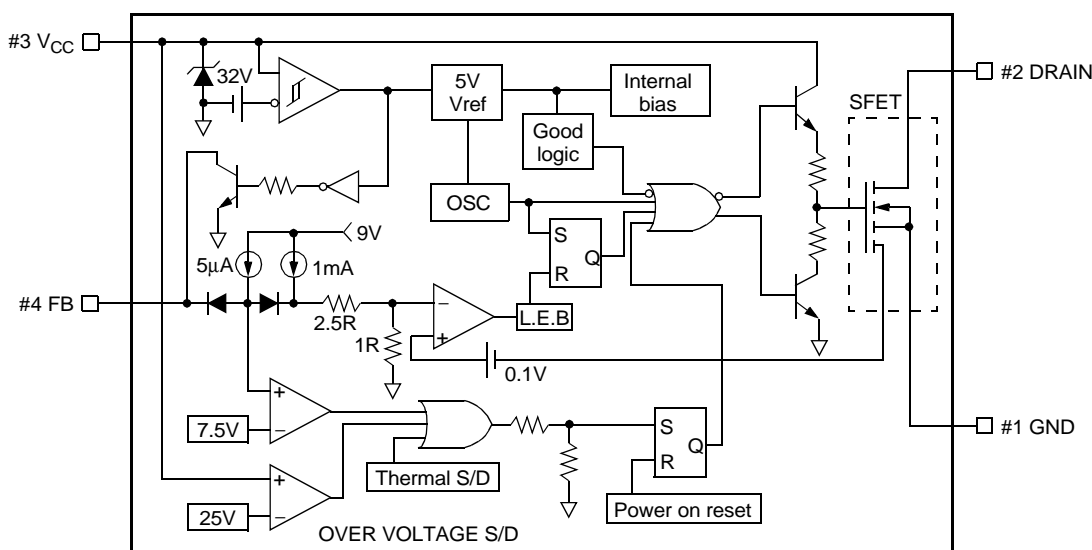 #3 VCC
32V
5V
Vref
Internal
bias
#2 DRAIN
SFET
Good
logic
OSC
S
R
Q
9V
5μA
1mA
#4 FB
2.5R
1R
−
+
L.E.B
0.1V
+
−
7.5V
S
R
Q
#1 GND
Thermal S/D
+
−
25V
Power on reset
OVER VOLTAGE S/D